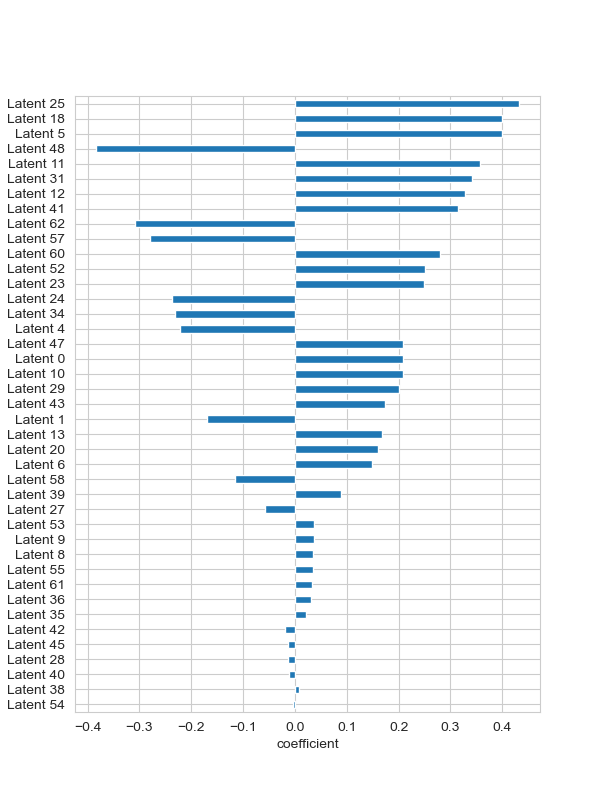 Latent 25
Latent 18
Latent 5
Latent 48
Latent 11
Latent 31
Latent 12
Latent 41
Latent 62
Latent 57
Latent 60
Latent 52
Latent 23
Latent 24
Latent 34
Latent 4
Latent 47
Latent 0
Latent 10
Latent 29
Latent 43
Latent 1
Latent 13
Latent 20
Latent 6
Latent 58
Latent 39
Latent 27
Latent 53
Latent 9
Latent 8
Latent 55
Latent 61
Latent 36
Latent 35
Latent 42
Latent 45
Latent 28
Latent 40
Latent 38
Latent 54
−0.4 −0.3 −0.2 −0.1 0.0 0.1 0.2 0.3 0.4
coefficient